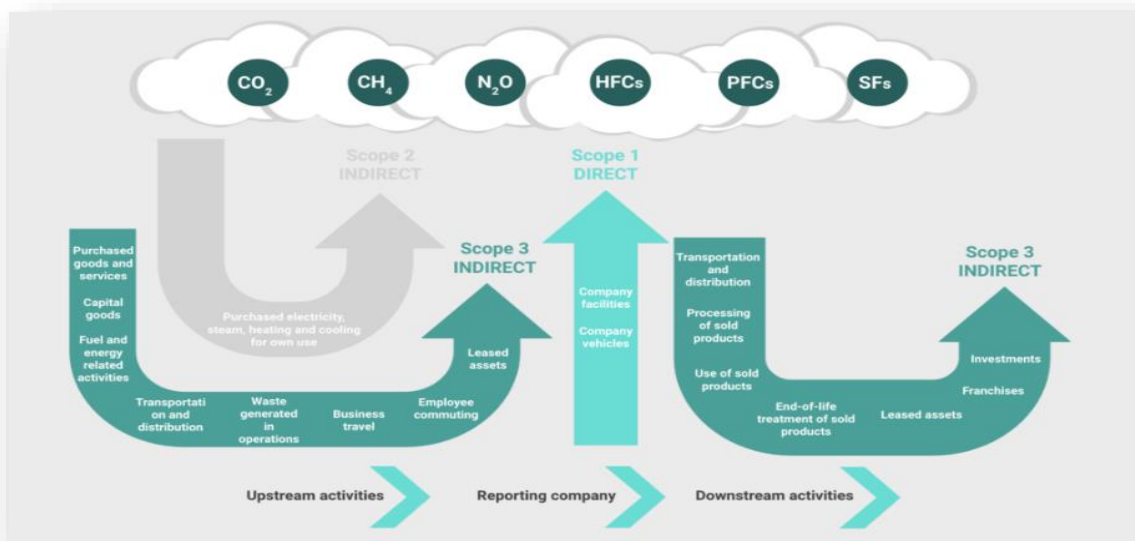 CO₂
CH₄
N₂O
HFCs
PFCs
SFs
Scope 2
INDIRECT
Scope 1
DIRECT
Scope 3
INDIRECT
Scope 3
INDIRECT
Purchased
goods and
services
Capital
goods
Fuel and
energy
related
activities
Transportati
on and
distribution
Waste
generated
in
operations
Business
travel
Employee
commuting
Leased
assets
Purchased electricity,
steam, heating and cooling
for own use
Company
facilities
Company
vehicles
Transportation
and
distribution
Processing
of sold
products
Use of sold
products
End-of-life
treatment of sold
products
Leased assets
Franchises
Investments
Upstream activities
Reporting company
Downstream activities